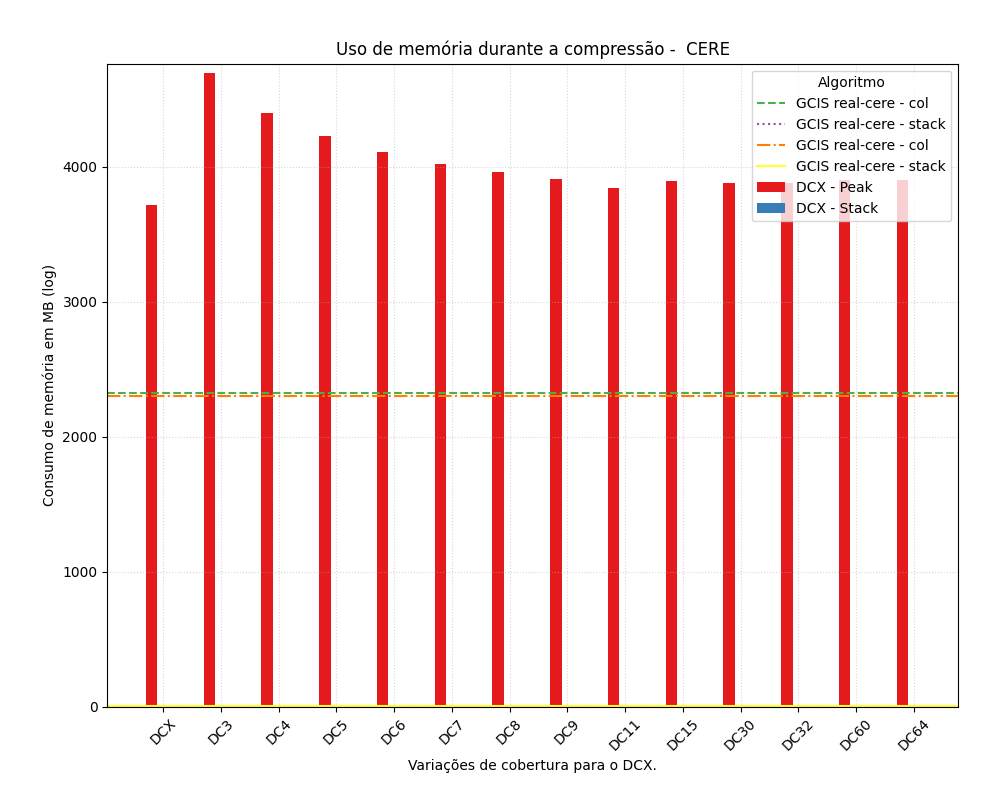 Uso de memória durante a compressão -  CERE
Algoritmo
GCIS real-cere - col
GCIS real-cere - stack
GCIS real-cere - col
GCIS real-cere - stack
DCX - Peak
DCX - Stack
Consumo de memória em MB (log)
4000
3000
2000
1000
0
DCX
DC3
DC4
DC5
DC6
DC7
DC8
DC9
DC11
DC15
DC30
DC32
DC60
DC64
Variações de cobertura para o DCX.